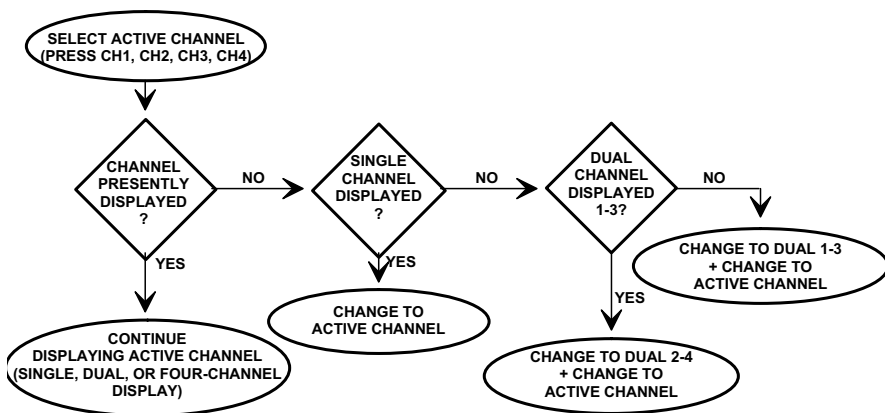 SELECT ACTIVE CHANNEL
(PRESS CH1, CH2, CH3, CH4)
CHANNEL
PRESENTLY
DISPLAYED
?
NO
SINGLE
CHANNEL
DISPLAYED
?
NO
DUAL
CHANNEL
DISPLAYED
1-3?
NO
YES
YES
YES
CONTINUE
DISPLAYING ACTIVE CHANNEL
(SINGLE, DUAL, OR FOUR-CHANNEL
DISPLAY)
CHANGE TO
ACTIVE CHANNEL
CHANGE TO DUAL 2-4
+ CHANGE TO
ACTIVE CHANNEL
CHANGE TO DUAL 1-3
+ CHANGE TO
ACTIVE CHANNEL